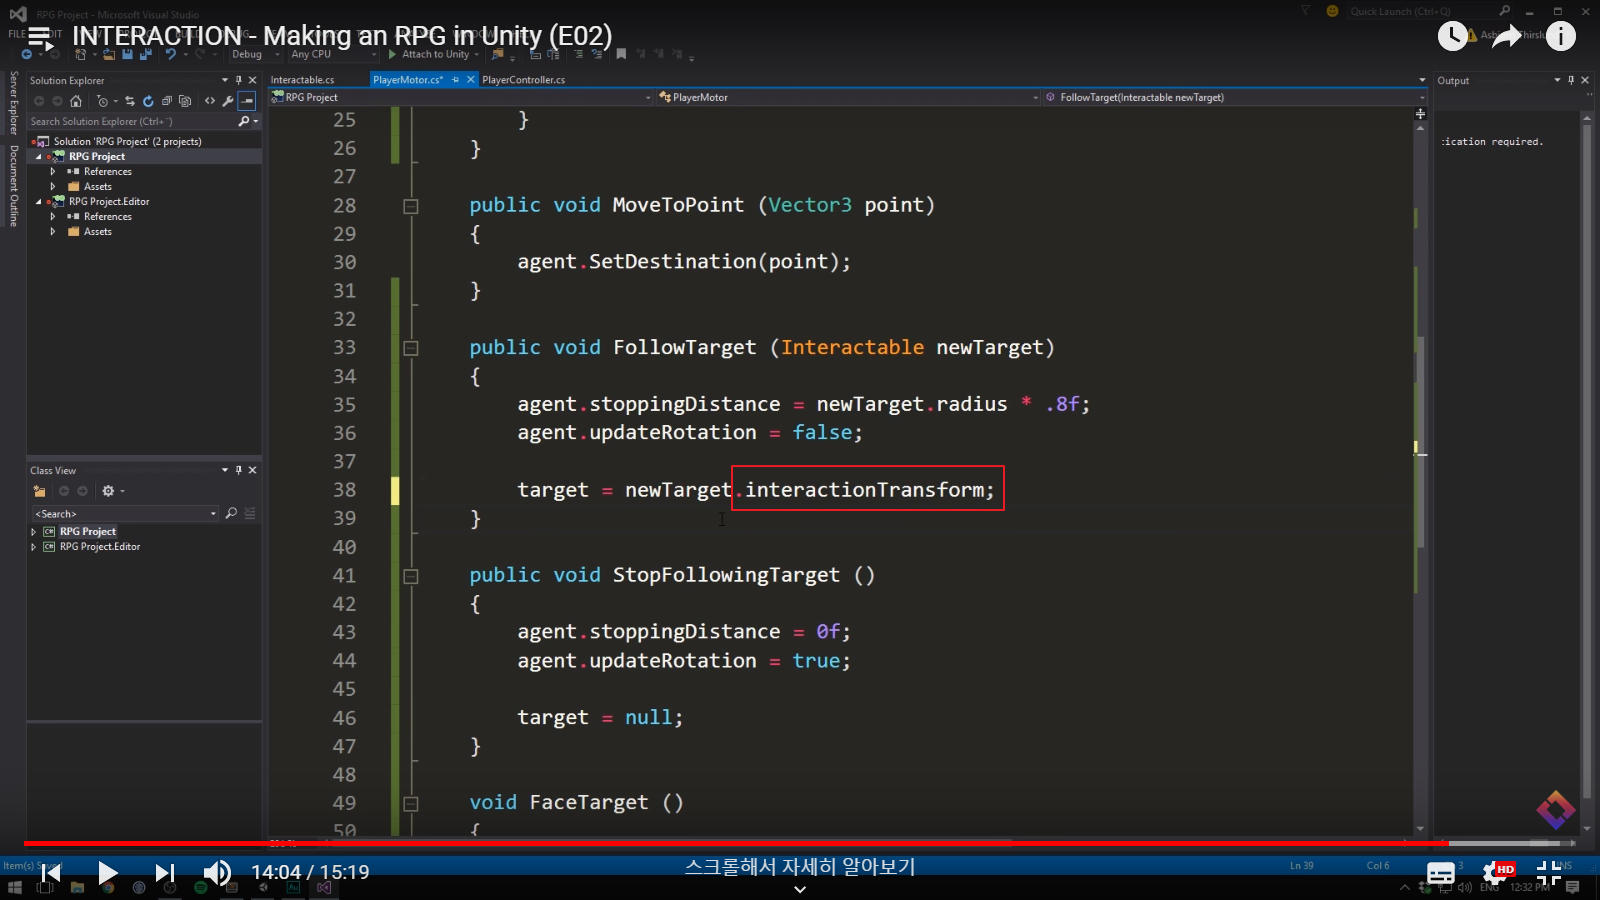 RPG Project - Microsoft Visual Studio
Quick Launch (Ctrl+Q)
INTERACTION - Making an RPG in Unity (E02)
FILE
Debug
Any CPU
Attach to Unity
Server Explorer
Document Outline
Solution Explorer
Search Solution Explorer (Ctrl+¨)
Solution 'RPG Project' (2 projects)
RPG Project
References
Assets
RPG Project.Editor
References
Assets
Class View
<Search>
RPG Project
RPG Project.Editor
Interactable.cs
PlayerMotor.cs*
PlayerController.cs
RPG Project
PlayerMotor
FollowTarget(Interactable newTarget)
25 }
26 }
27
28 public void MoveToPoint (Vector3 point)
29 {
30 agent.SetDestination(point);
31 }
32
33 public void FollowTarget (Interactable newTarget)
34 {
35 agent.stoppingDistance = newTarget.radius * .8f;
36 agent.updateRotation = false;
37
38 target = newTarget.interactionTransform;
39 }
40
41 public void StopFollowingTarget ()
42 {
43 agent.stoppingDistance = 0f;
44 agent.updateRotation = true;
45
46 target = null;
47 }
48
49 void FaceTarget ()
50 {
Output
:ication required.
Item(s)
14:04 / 15:19
스크롤해서 자세히 알아보기
Ln 39
Col 6
HD
ENG
12:32 PM